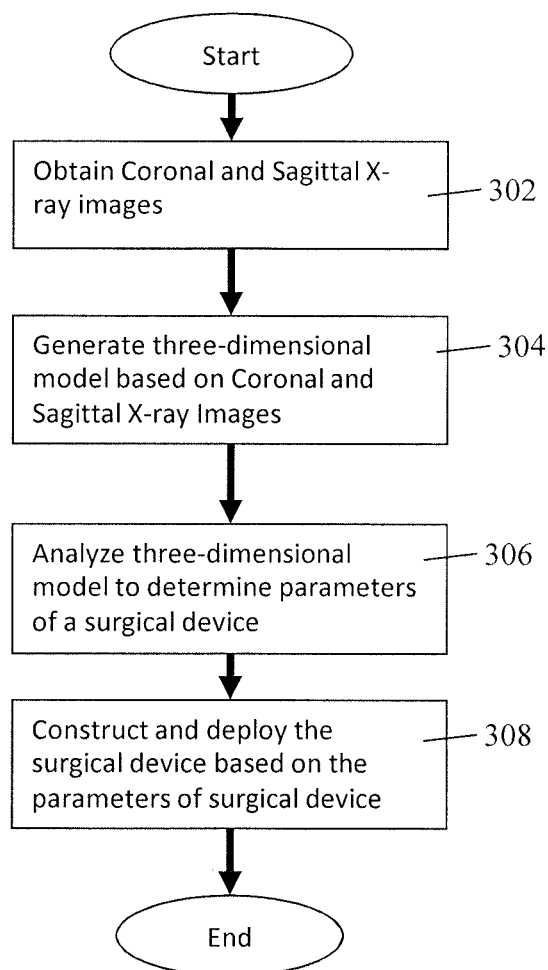 Start
Obtain Coronal and Sagittal X-
ray images
302
Generate three-dimensional
model based on Coronal and
Sagittal X-ray Images
304
Analyze three-dimensional
model to determine parameters
of a surgical device
306
Construct and deploy the
surgical device based on the
parameters of surgical device
308
End